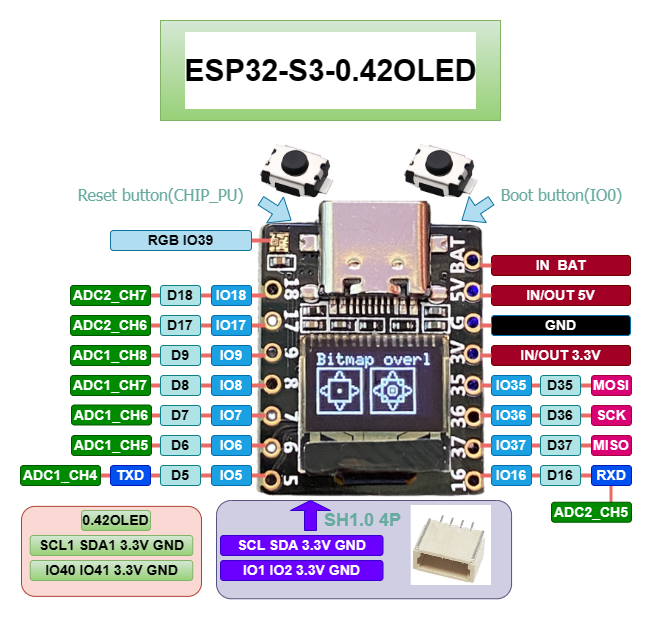 ESP32-S3-0.42OLED
Reset button(CHIP_PU)
Boot button(IO0)
RGB IO39
BAT
IN BAT
ADC2_CH7 D18 IO18 18
5V IN/OUT 5V
ADC2_CH6 D17 IO17 17
G GND
ADC1_CH8 D9 IO9 9
3V IN/OUT 3.3V
Bitmap overl
ADC1_CH7 D8 IO8 8
35 IO35 D35 MOSI
ADC1_CH6 D7 IO7 7
36 IO36 D36 SCK
ADC1_CH5 D6 IO6 6
37 IO37 D37 MISO
ADC1_CH4 TXD D5 IO5 5
16 IO16 D16 RXD
ADC2_CH5
0.42OLED
SCL1 SDA1 3.3V GND
IO40 IO41 3.3V GND
SH1.0 4P
SCL SDA 3.3V GND
IO1 IO2 3.3V GND